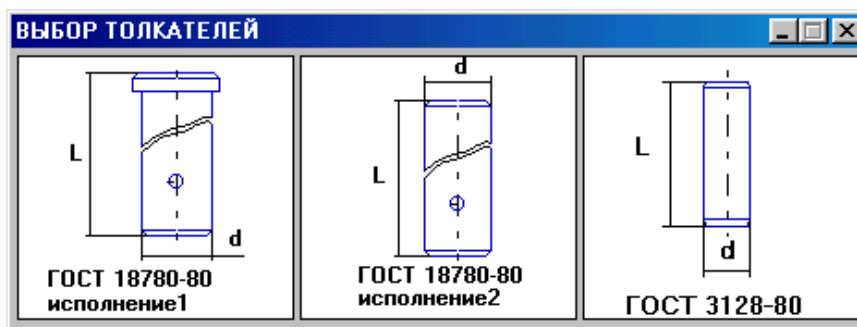 ВЫБОР ТОЛКАТЕЛЕЙ
L
d
ГОСТ 18780-80
исполнение1
d
L
ГОСТ 18780-80
исполнение2
L
d
ГОСТ 3128-80